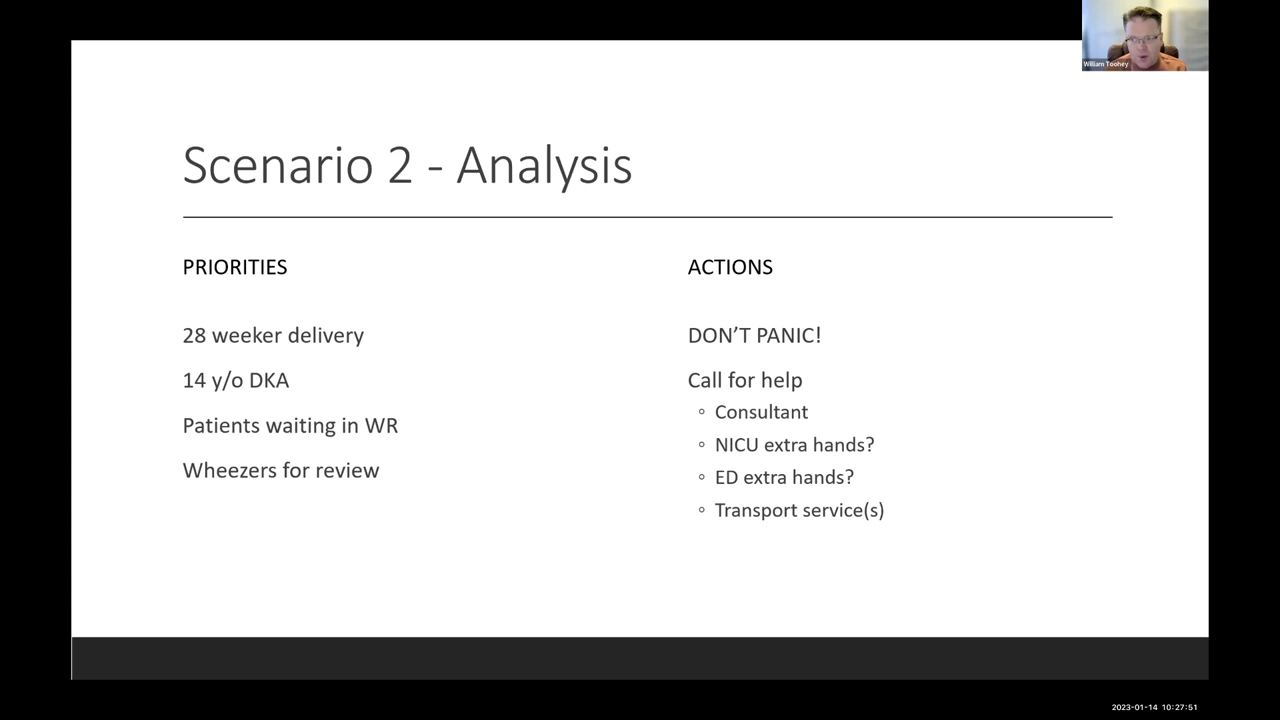 William Toohey
Scenario 2 - Analysis
PRIORITIES
28 weeker delivery
14 y/o DKA
Patients waiting in WR
Wheezers for review
ACTIONS
DON’T PANIC!
Call for help
◦ Consultant
◦ NICU extra hands?
◦ ED extra hands?
◦ Transport service(s)
2023-01-14 10:27:51